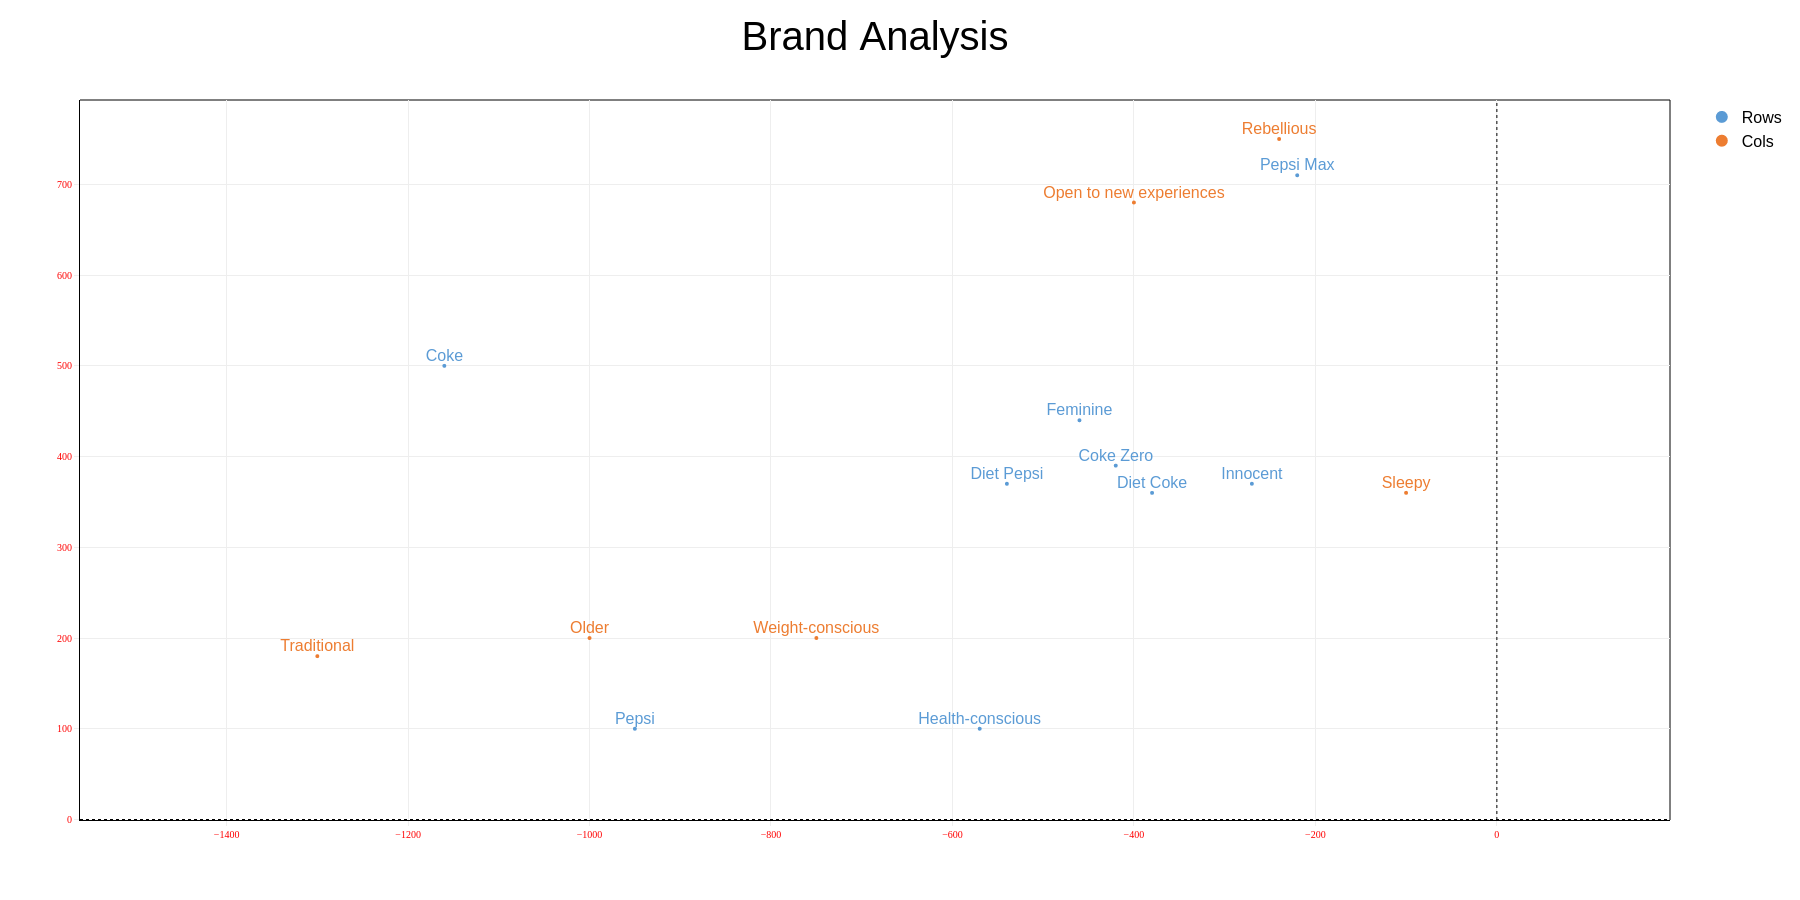 Brand Analysis
Rows
Cols
Rebellious
Pepsi Max
Open to new experiences
Coke
Feminine
Coke Zero
Diet Pepsi
Diet Coke
Innocent
Sleepy
Older
Weight-conscious
Traditional
Pepsi
Health-conscious
700
600
500
400
300
200
100
0
−1400
−1200
−1000
−800
−600
−400
−200
0